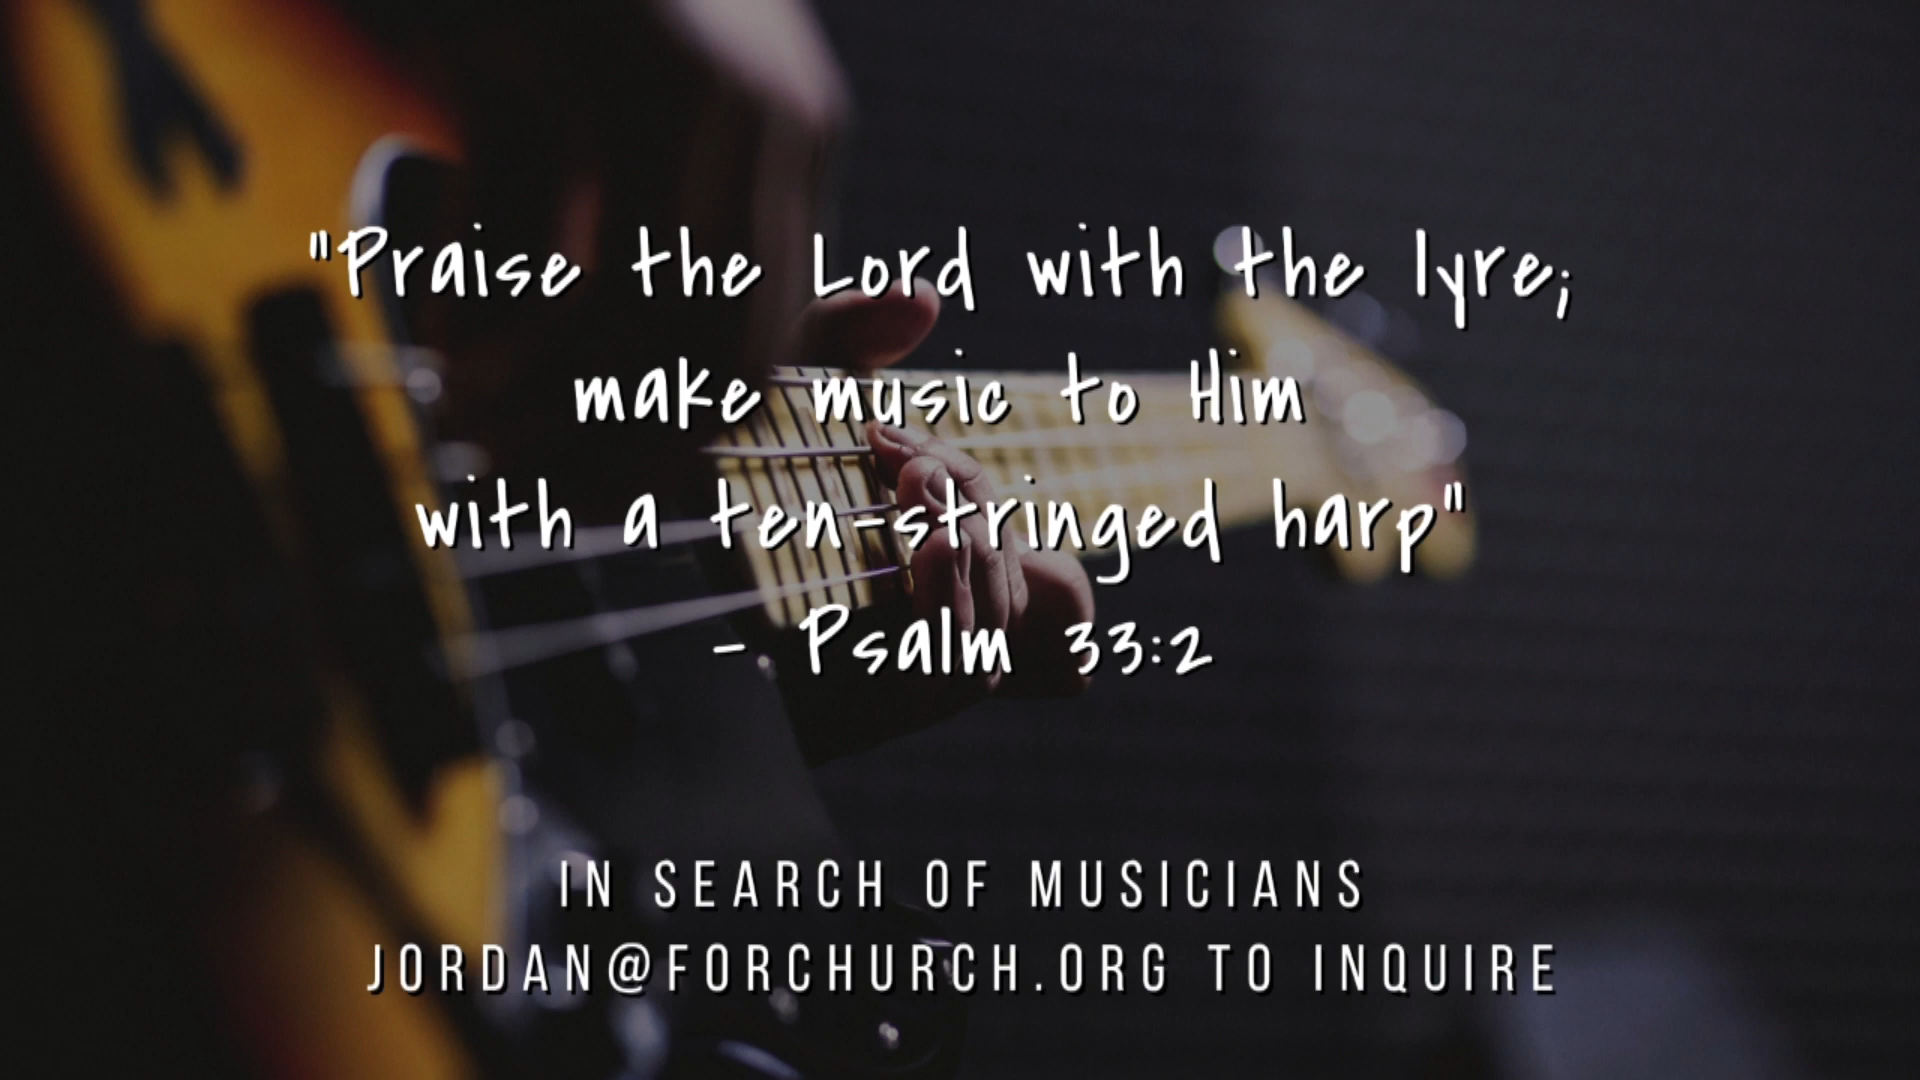 "Praise the Lord with the lyre;
make music to Him
with a ten-stringed harp"
- Psalm 33:2
IN SEARCH OF MUSICIANS
JORDAN@FORCHURCH.ORG TO INQUIRE